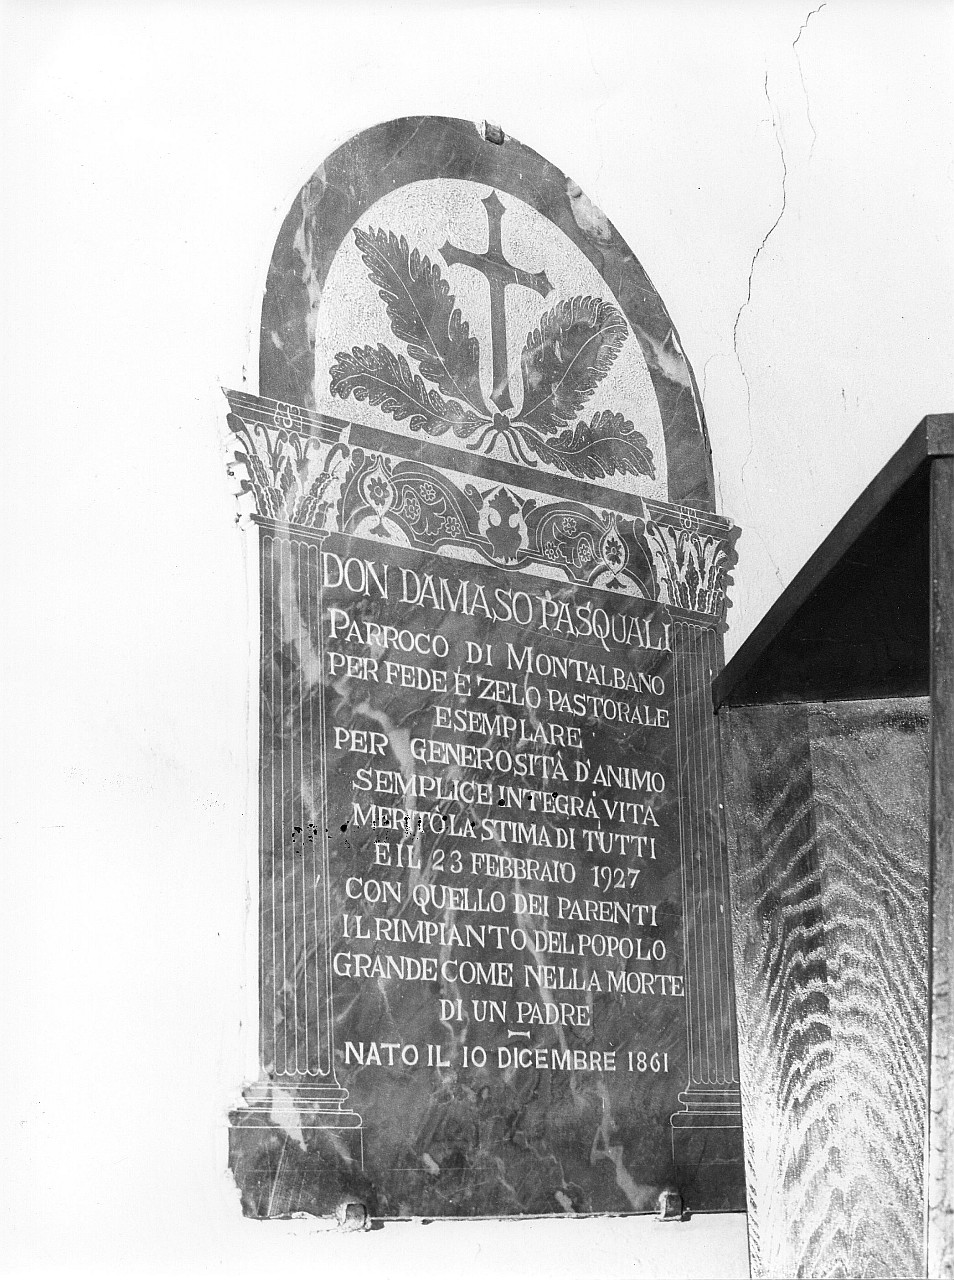 DON DAMASO PASQUALI
PARROCO DI MONTALBANO
PER FEDE E ZELO PASTORALE
ESEMPLARE
PER GENEROSITÀ D'ANIMO
SEMPLICE INTEGRA VITA
MERITÒ LA STIMA DI TUTTI
E IL 23 FEBBRAIO 1927
CON QUELLO DEI PARENTI
IL RIMPIANTO DEL POPOLO
GRANDE COME NELLA MORTE
DI UN PADRE
NATO IL 10 DICEMBRE 1861